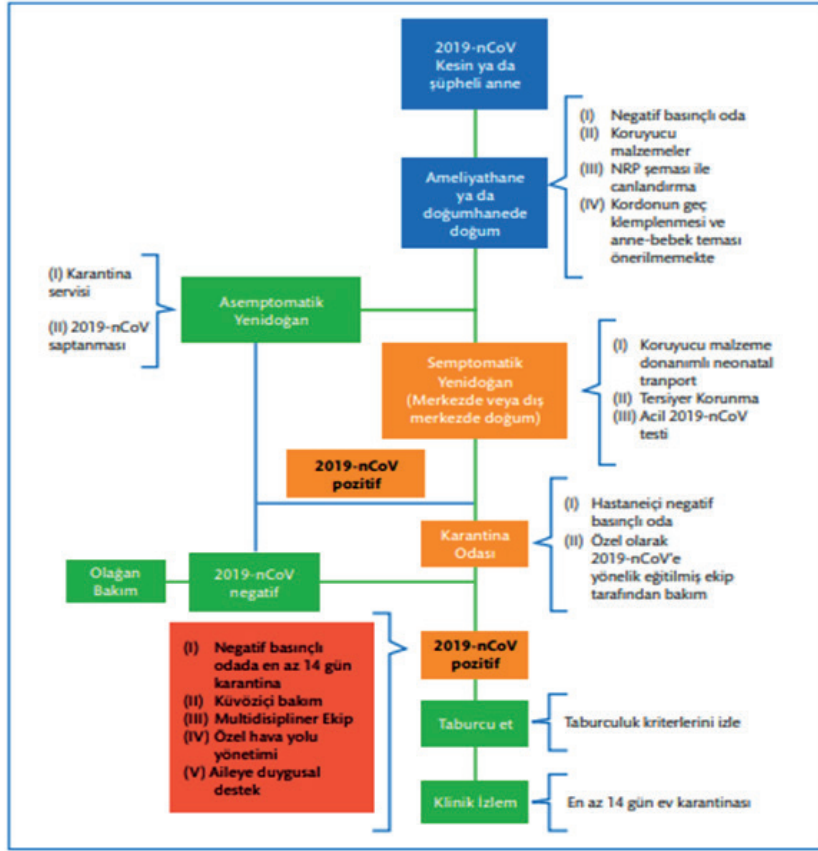 2019-nCoV
Kesin ya da
şüpheli anne
(I) Negatif basınçlı oda
(II) Koruyucu
malzemeler
(III) NRP şeması ile
canlandırma
(IV) Kordonun geç
klemplenmesi ve
anne-bebek teması
önerilmemekte
Ameliyathane
ya da
doğumhanede
doğum
(I) Karantina
servisi
(II) 2019-nCoV
saptanması
Asemptomatik
Yenidoğan
Semptomatik
Yenidoğan
(Merkezde veya dış
merkezde doğum)
(I) Koruyucu malzeme
donanımlı neonatal
tranport
(II) Tersiyer Korunma
(III) Acil 2019-nCoV
testi
2019-nCoV
pozitif
Karantina
Odası
(I) Hastaneiçi negatif
basınçlı oda
(II) Özel olarak
2019-nCoV'e
yönelik eğitilmiş ekip
tarafından bakım
Olağan
Bakım
2019-nCoV
negatif
(I) Negatif basınçlı
odada en az 14 gün
karantina
(II) Küvöziçi bakım
(III) Multidisipliner Ekip
(IV) Özel hava yolu
yönetimi
(V) Aileye duygusal
destek
2019-nCoV
pozitif
Taburcu et
Taburculuk kriterlerini izle
Klinik İzlem
En az 14 gün ev karantinası